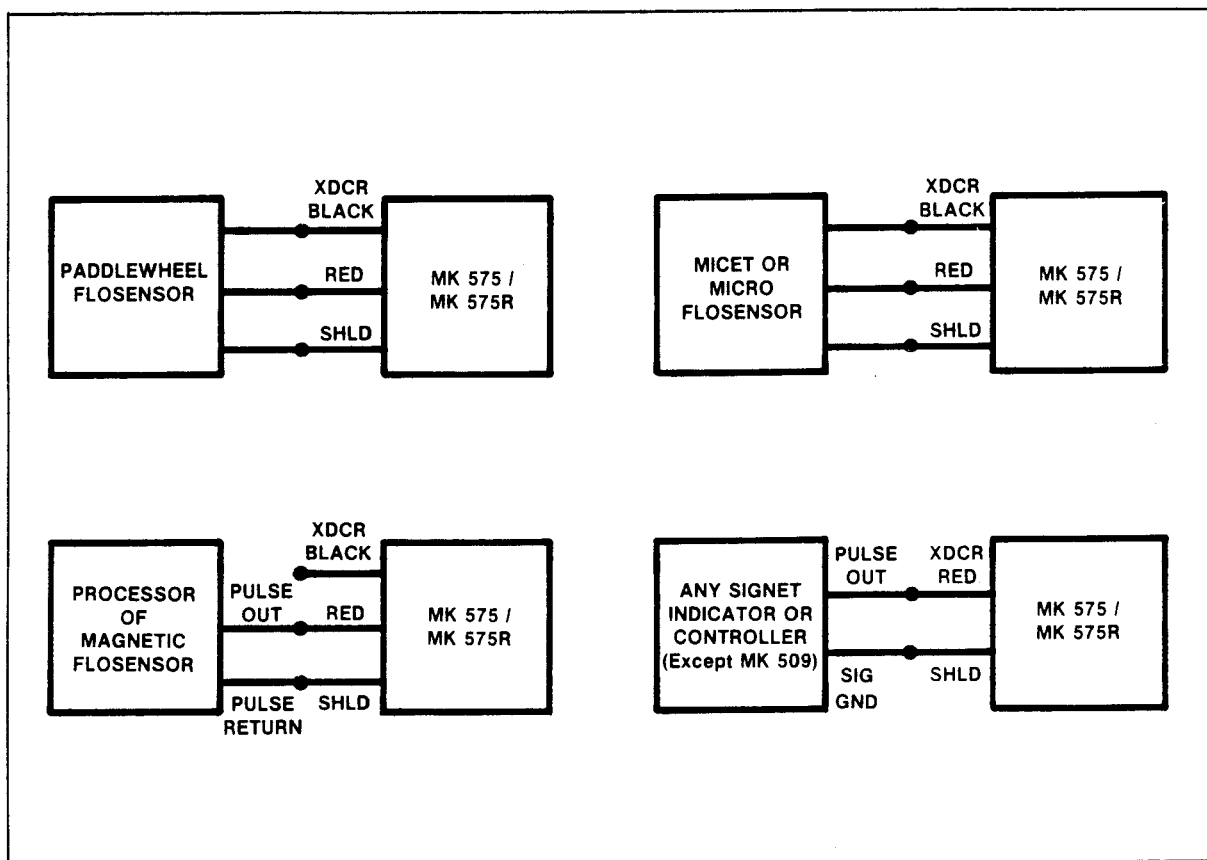 XDCR
BLACK
PADDLEWHEEL
FLOSENSOR
RED
SHLD
MK 575 /
MK 575R
XDCR
BLACK
MICET OR
MICRO
FLOSENSOR
RED
SHLD
MK 575 /
MK 575R
XDCR
BLACK
PROCESSOR
OF
MAGNETIC
FLOSENSOR
PULSE
OUT
RED
PULSE
RETURN
SHLD
MK 575 /
MK 575R
ANY SIGNET
INDICATOR OR
CONTROLLER
(Except MK 509)
PULSE
OUT
XDCR
RED
SIG
GND
SHLD
MK 575 /
MK 575R